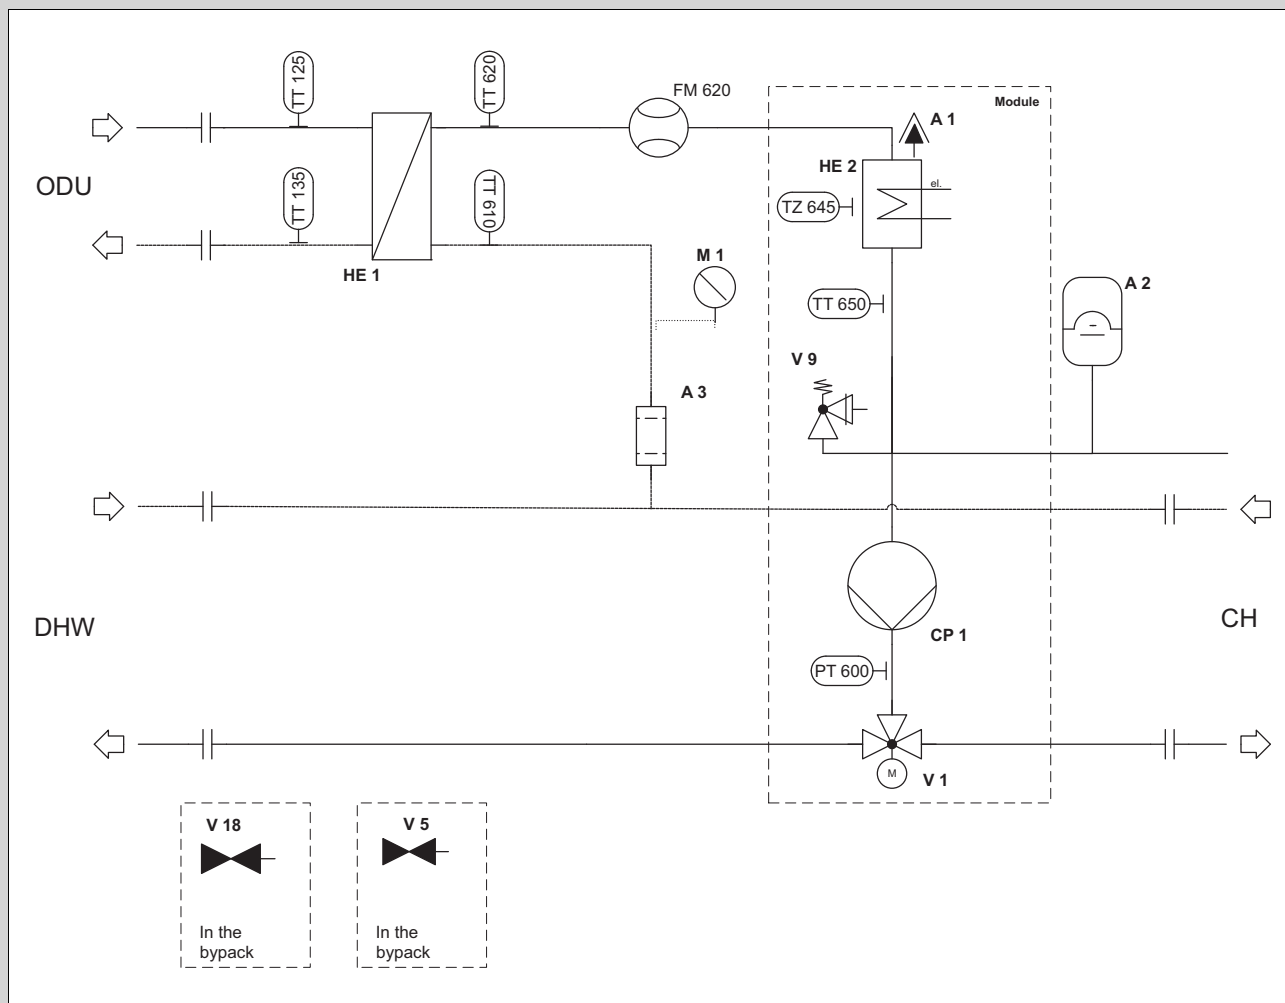 TT 125
TT 620
FM 620
Module
A 1
HE 2
el.
ODU
TT 135
TT 610
TZ 645
HE 1
M 1
TT 650
A 2
V 9
A 3
DHW
CH
CP 1
PT 600
M
V 1
V 18
V 5
In the
bypack
In the
bypack